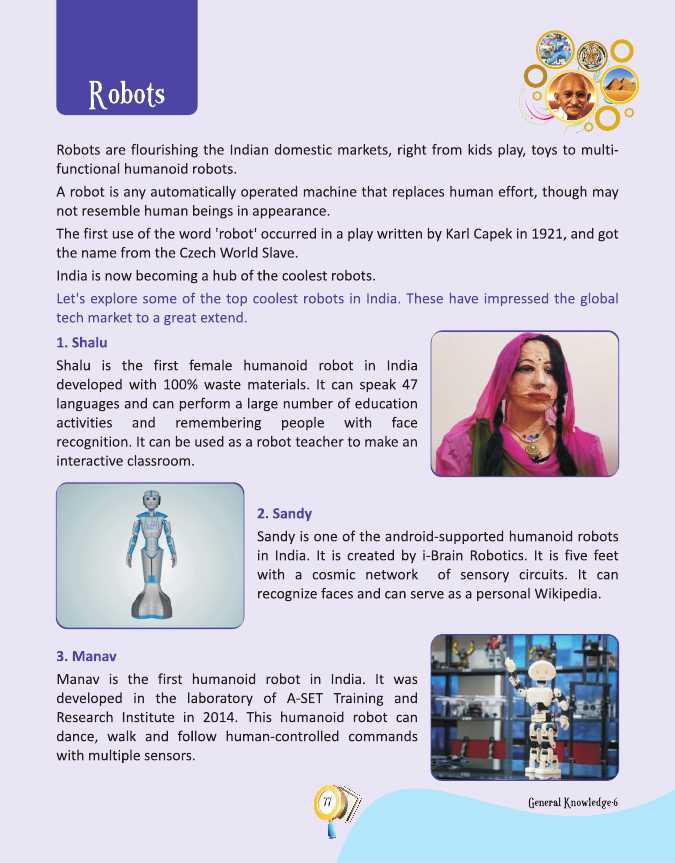 Robots
Robots are flourishing the Indian domestic markets, right from kids play, toys to multi-
functional humanoid robots.
A robot is any automatically operated machine that replaces human effort, though may
not resemble human beings in appearance.
The first use of the word 'robot' occurred in a play written by Karl Capek in 1921, and got
the name from the Czech World Slave.
India is now becoming a hub of the coolest robots.
Let's explore some of the top coolest robots in India. These have impressed the global
tech market to a great extend.
1. Shalu
Shalu is the first female humanoid robot in India
developed with 100% waste materials. It can speak 47
languages and can perform a large number of education
activities and remembering people with face
recognition. It can be used as a robot teacher to make an
interactive classroom.
2. Sandy
Sandy is one of the android-supported humanoid robots
in India. It is created by i-Brain Robotics. It is five feet
with a cosmic network of sensory circuits. It can
recognize faces and can serve as a personal Wikipedia.
3. Manav
Manav is the first humanoid robot in India. It was
developed in the laboratory of A-SET Training and
Research Institute in 2014. This humanoid robot can
dance, walk and follow human-controlled commands
with multiple sensors.
77
General Knowledge-6